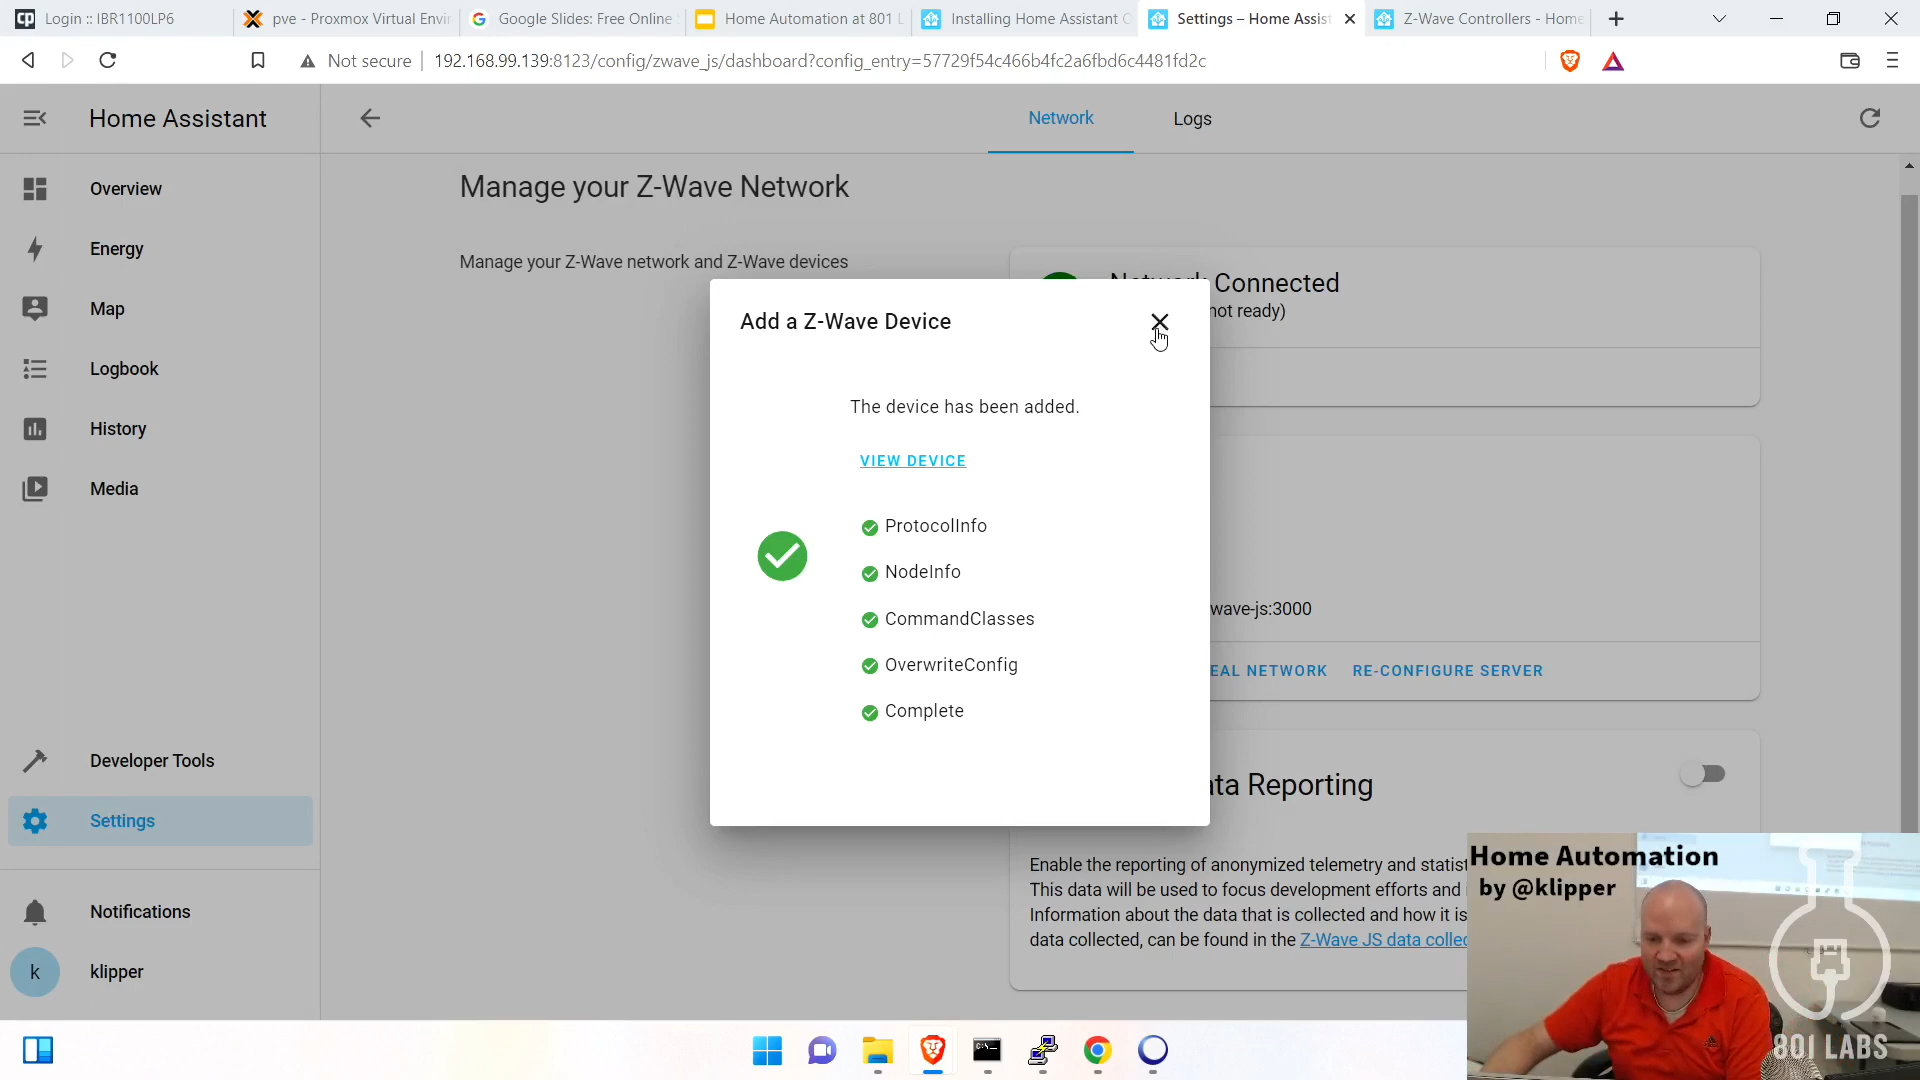 Login :: IBR1100LP6
pve - Proxmox Virtual Envi
Google Slides: Free Online
Home Automation at 801 L
Installing Home Assistant O
Settings – Home Assist
Z-Wave Controllers - Home
Not secure
192.168.99.139:8123/config/zwave_js/dashboard?config_entry=57729f54c466b4fc2a6fbd6c4481fd2c
Home Assistant
Network
Logs
Overview
Energy
Map
Logbook
History
Media
Developer Tools
Settings
Notifications
k
klipper
Manage your Z-Wave Network
Manage your Z-Wave network and Z-Wave devices
Network Connected
not ready)
Add a Z-Wave Device
The device has been added.
VIEW DEVICE
ProtocolInfo
NodeInfo
CommandClasses
OverwriteConfig
Complete
wave-js:3000
EAL NETWORK
RE-CONFIGURE SERVER
ata Reporting
Enable the reporting of anonymized telemetry and statist
This data will be used to focus development efforts and
Information about the data that is collected and how it is
data collected, can be found in the Z-Wave JS data collec
Home Automation
by @klipper
801 LABS